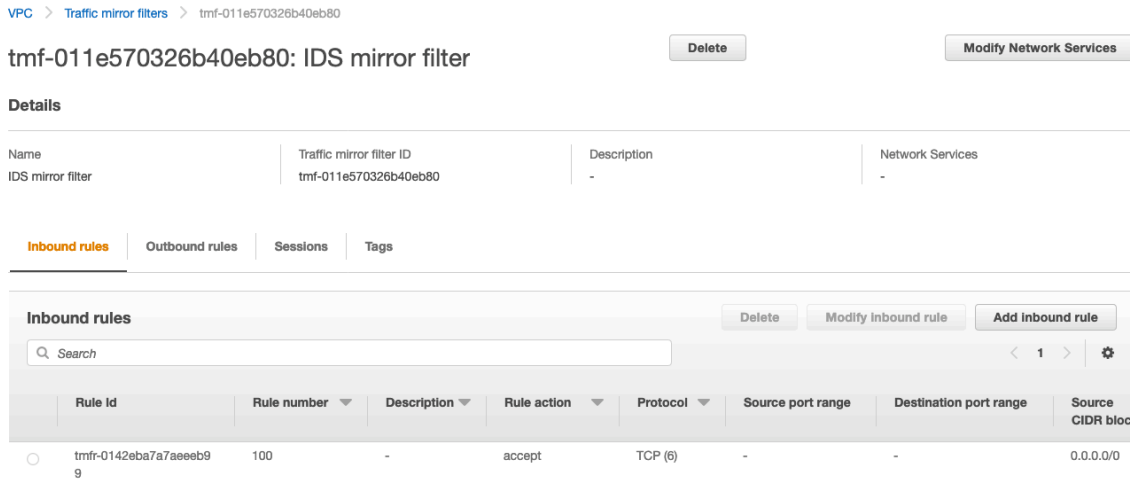 VPC > Traffic mirror filters > tmf-011e570326b40eb80
tmf-011e570326b40eb80: IDS mirror filter Delete Modify Network Services
Details
Name Traffic mirror filter ID Description Network Services
IDS mirror filter tmf-011e570326b40eb80 - -
Inbound rules Outbound rules Sessions Tags
Inbound rules Delete Modify inbound rule Add inbound rule
Search < 1 >
Rule Id Rule number Description Rule action Protocol Source port range Destination port range Source
CIDR bloc
tmfr-0142eba7a7aeeeb9 100 - accept TCP (6) - - 0.0.0.0/0
9